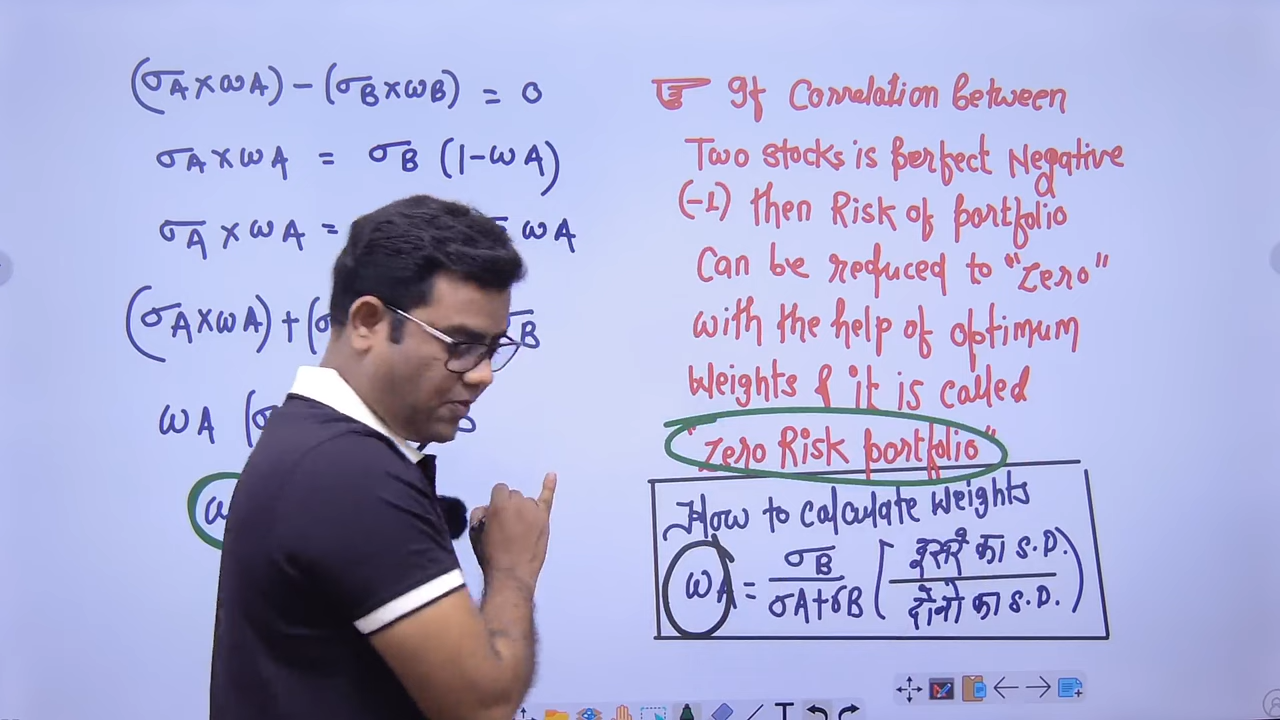 (σA×ωA) – (σB×ωB) = 0
σA×ωA = σB (1-ωA)
σA×ωA = ωA
(σA×ωA)+( σB
ωA (
If Correlation Between
Two stocks is perfect Negative
(-1) then Risk of portfolio
Can be reduced to "Zero"
with the help of optimum
Weights & it is called
"Zero Risk portfolio"
How to calculate Weights
ωA = σB / σA+σB (दूसरे का S.D. / दोनो का S.D.)